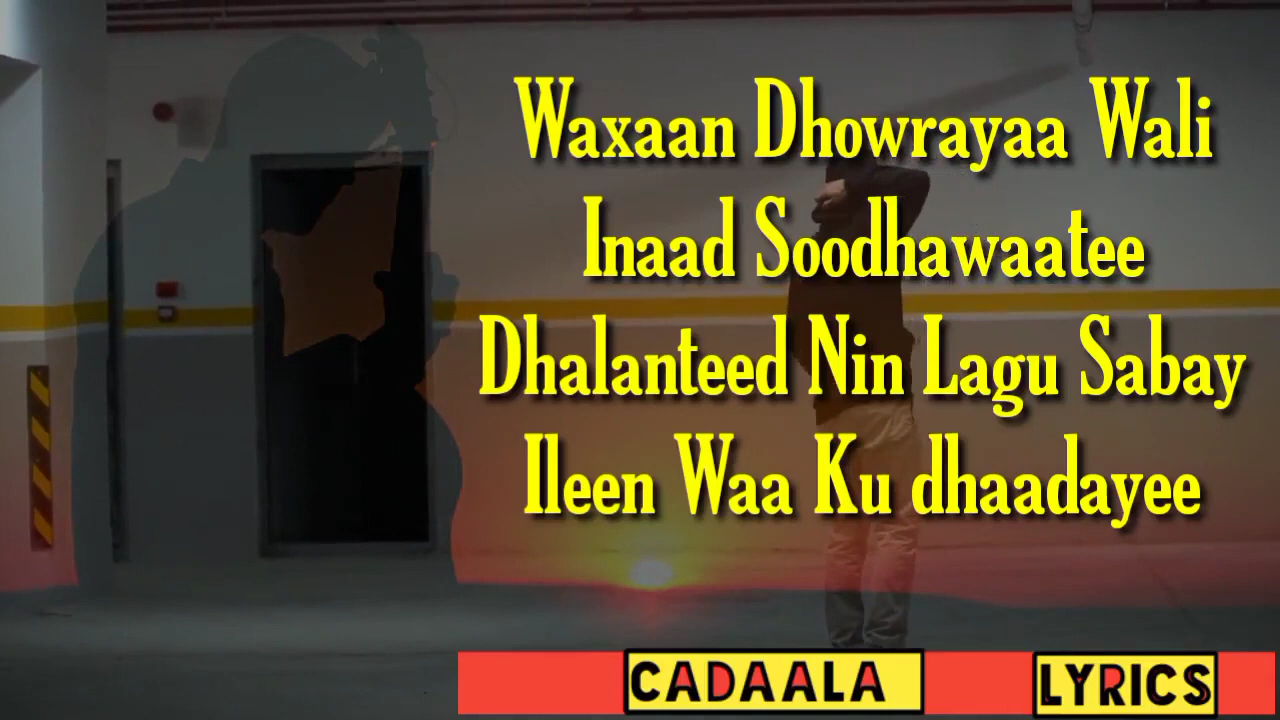 Waxaan Dhowrayaa Wali
Inaad Soodhawaatee
Dhalanteed Nin Lagu Sabay
Ileen Waa Ku dhaadayee
CADAALA LYRICS